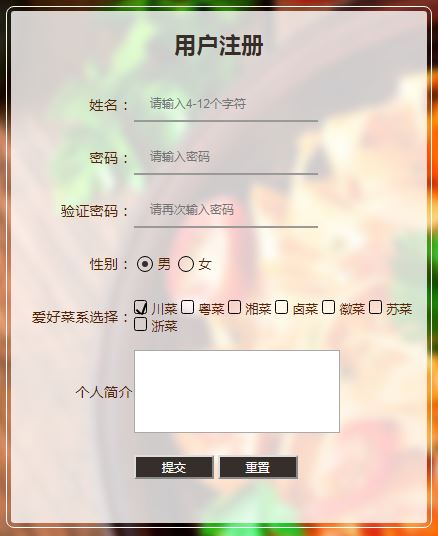 用户注册
姓名： 请输入4-12个字符
密码： 请输入密码
验证密码： 请再次输入密码
性别： 男 女
爱好菜系选择： 川菜 粤菜 湘菜 卤菜 徽菜 苏菜
浙菜
个人简介
提交 重置